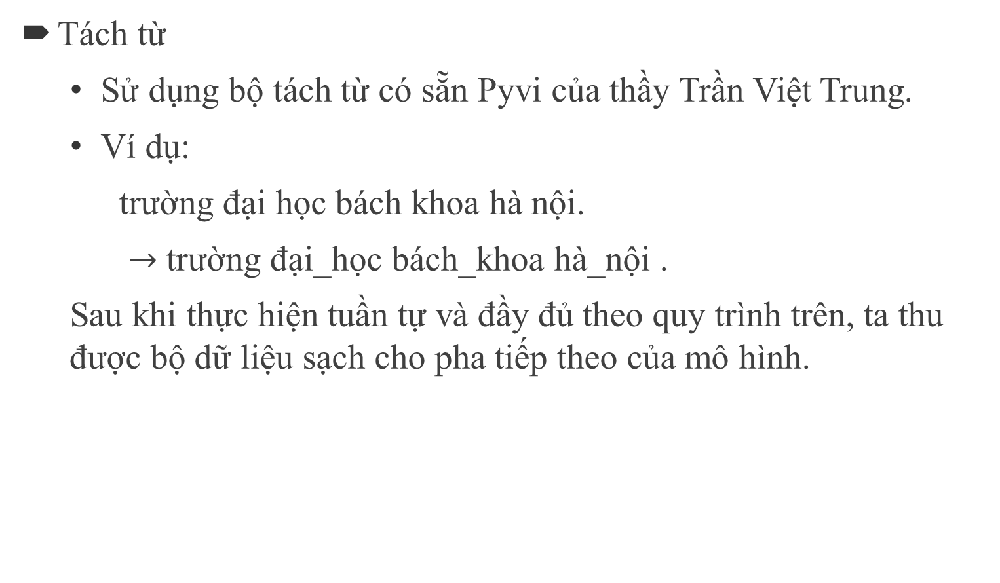 Tách từ
• Sử dụng bộ tách từ có sẵn Pyvi của thầy Trần Việt Trung.
• Ví dụ:
trường đại học bách khoa hà nội.
→ trường đại_học bách_khoa hà_nội .
Sau khi thực hiện tuần tự và đầy đủ theo quy trình trên, ta thu
được bộ dữ liệu sạch cho pha tiếp theo của mô hình.